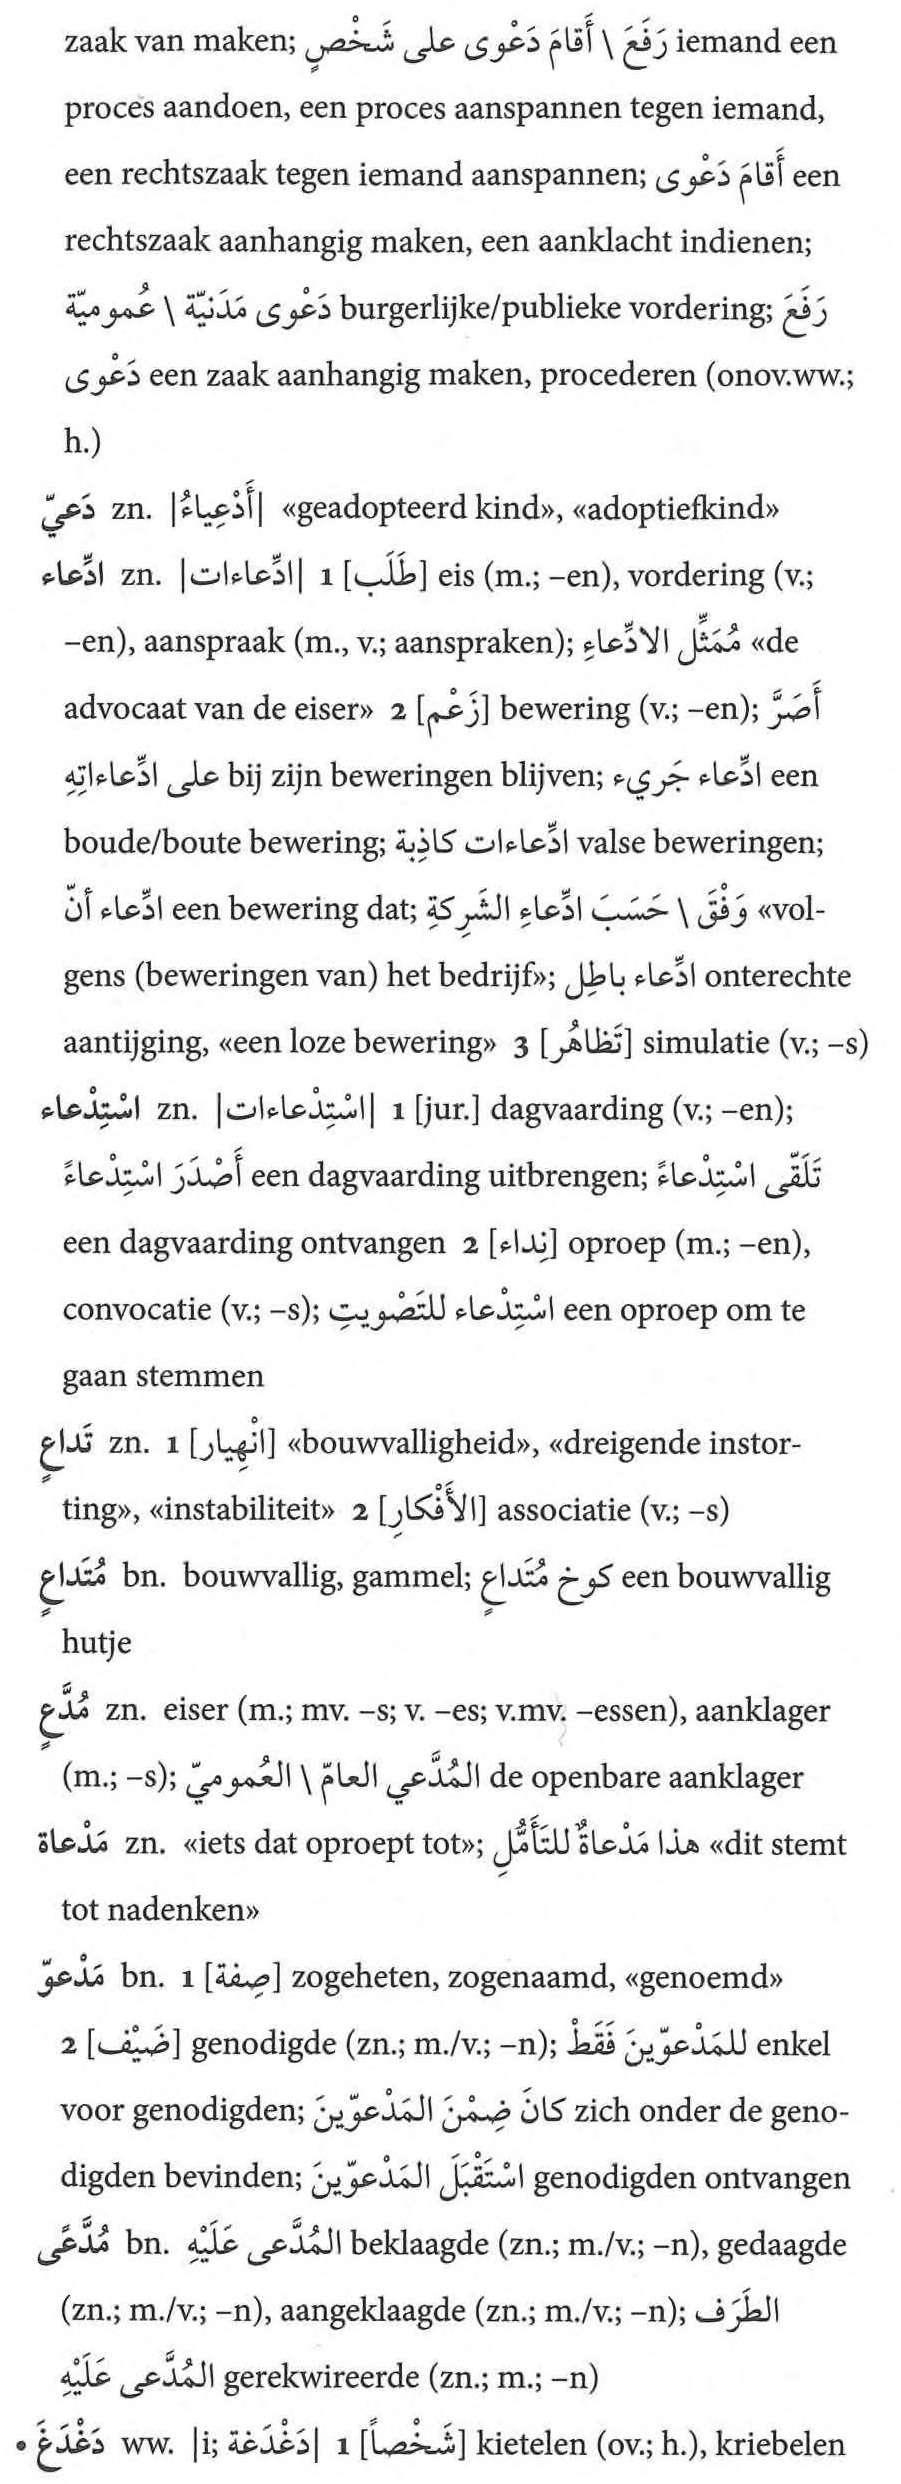 zaak van maken; رَفَعَ \ أَقامَ دَعْوى على شَخْصٍ iemand een
proces aandoen, een proces aanspannen tegen iemand,
een rechtszaak tegen iemand aanspannen; أَقامَ دَعْوى een
rechtszaak aanhangig maken, een aanklacht indienen;
دَعْوى مَدَنيّة \ عُموميّة burgerlijke/publieke vordering; رَفَعَ
دَعْوى een zaak aanhangig maken, procederen (onov.ww.;
h.)
دَعيّ zn. |أَدْعِياءُ| «geadopteerd kind», «adoptiefkind»
ادِّعاء zn. |ادِّعاءات| 1 [طَلَب] eis (m.; –en), vordering (v.;
–en), aanspraak (m., v.; aanspraken); مُمَثِّل الادِّعاءِ «de
advocaat van de eiser» 2 [زَعْم] bewering (v.; –en); أَصَرَّ
على ادِّعاءاتِهِ bij zijn beweringen blijven; ادِّعاء جَريء een
boude/boute bewering; ادِّعاءات كاذِبة valse beweringen;
ادِّعاء أنّ een bewering dat; وَفْقَ \ حَسَبَ ادِّعاءِ الشَرِكةِ «vol-
gens (beweringen van) het bedrijf»; ادِّعاء باطِل onterechte
aantijging, «een loze bewering» 3 [تَظاهُر] simulatie (v.; –s)
اسْتِدْعاء zn. |اسْتِدْعاءات| 1 [jur.] dagvaarding (v.; –en);
أَصْدَرَ اسْتِدْعاءً een dagvaarding uitbrengen; تَلَقّى اسْتِدْعاءً
een dagvaarding ontvangen 2 [نِداء] oproep (m.; –en),
convocatie (v.; –s); اسْتِدْعاء للتَصْويتِ een oproep om te
gaan stemmen
تَداعٍ zn. 1 [انْهِيار] «bouwvalligheid», «dreigende instor-
ting», «instabiliteit» 2 [الأَفْكارِ] associatie (v.; –s)
مُتَداعٍ bn. bouwvallig, gammel; كوخ مُتَداعٍ een bouwvallig
hutje
مُدَّعٍ zn. eiser (m.; mv. –s; v. –es; v.mv. –essen), aanklager
(m.; –s); المُدَّعي العامّ \ العُموميّ de openbare aanklager
مَدْعاة zn. «iets dat oproept tot»; هذا مَدْعاةٌ للتَأَمُّلِ «dit stemt
tot nadenken»
مَدْعوّ bn. 1 [صِفة] zogeheten, zogenaamd, «genoemd»
2 [ضَيْف] genodigde (zn.; m./v.; –n); للمَدْعوّينَ فَقَطْ enkel
voor genodigden; كانَ ضِمْنَ المَدْعوّينَ zich onder de geno-
digden bevinden; اسْتَقْبَلَ المَدْعوّينَ genodigden ontvangen
مُدَّعًى bn. المُدَّعى عَلَيْهِ beklaagde (zn.; m./v.; –n), gedaagde
(zn.; m./v.; –n), aangeklaagde (zn.; m./v.; –n); الطَرَف
المُدَّعى عَلَيْهِ gerekwireerde (zn.; m.; –n)
• دَغْدَغَ ww. |i; دَغْدَغة| 1 [شَخْصاً] kietelen (ov.; h.), kriebelen